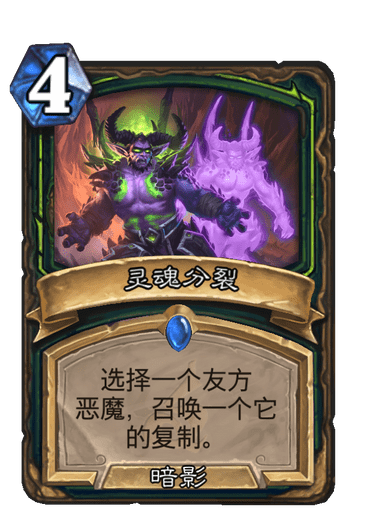 4
灵魂分裂
选择一个友方
恶魔，召唤一个它
的复制。
暗影